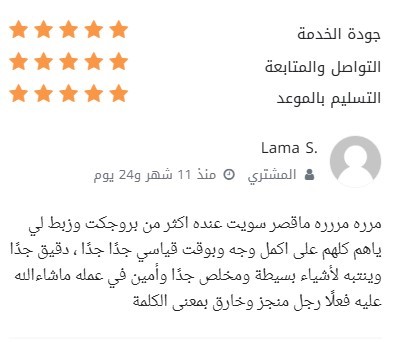 جودة الخدمة
التواصل والمتابعة
التسليم بالموعد
Lama S.
المشتري منذ 11 شهر و24 يوم
مرره مررره ماقصر سويت عنده اكثر من بروجكت وزبط لي
ياهم كلهم على اكمل وجه وبوقت قياسي جدًا جدًا ، دقيق جدًا
وينتبه لأشياء بسيطة ومخلص جدًا وأمين في عمله ماشاءالله
عليه فعلًا رجل منجز وخارق بمعنى الكلمة